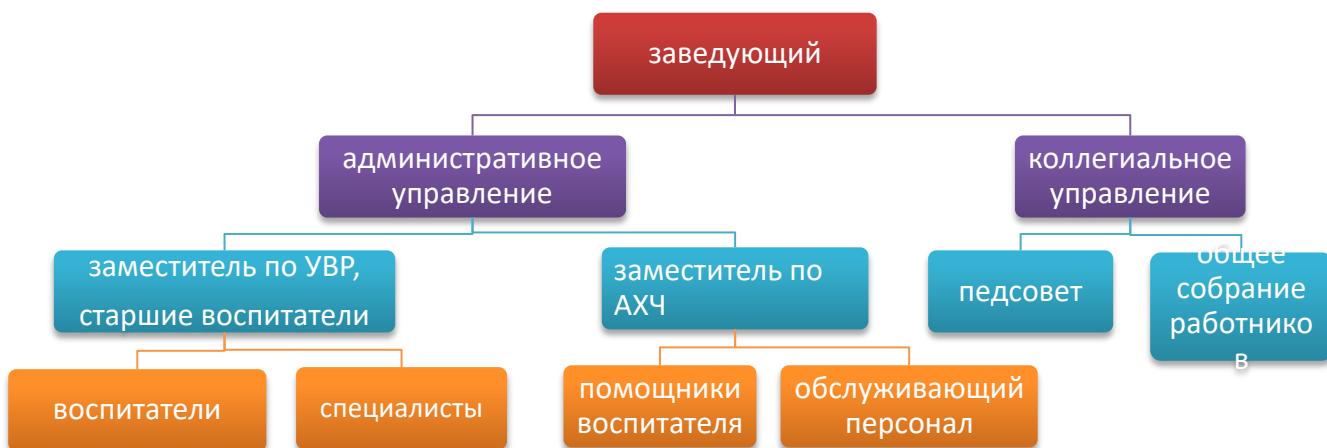 заведующий
административное
управление
коллегиальное
управление
заместитель по УВР,
старшие воспитатели
заместитель по
АХЧ
педсовет
общее
собрание
работнико
в
воспитатели
специалисты
помощники
воспитателя
обслуживающий
персонал